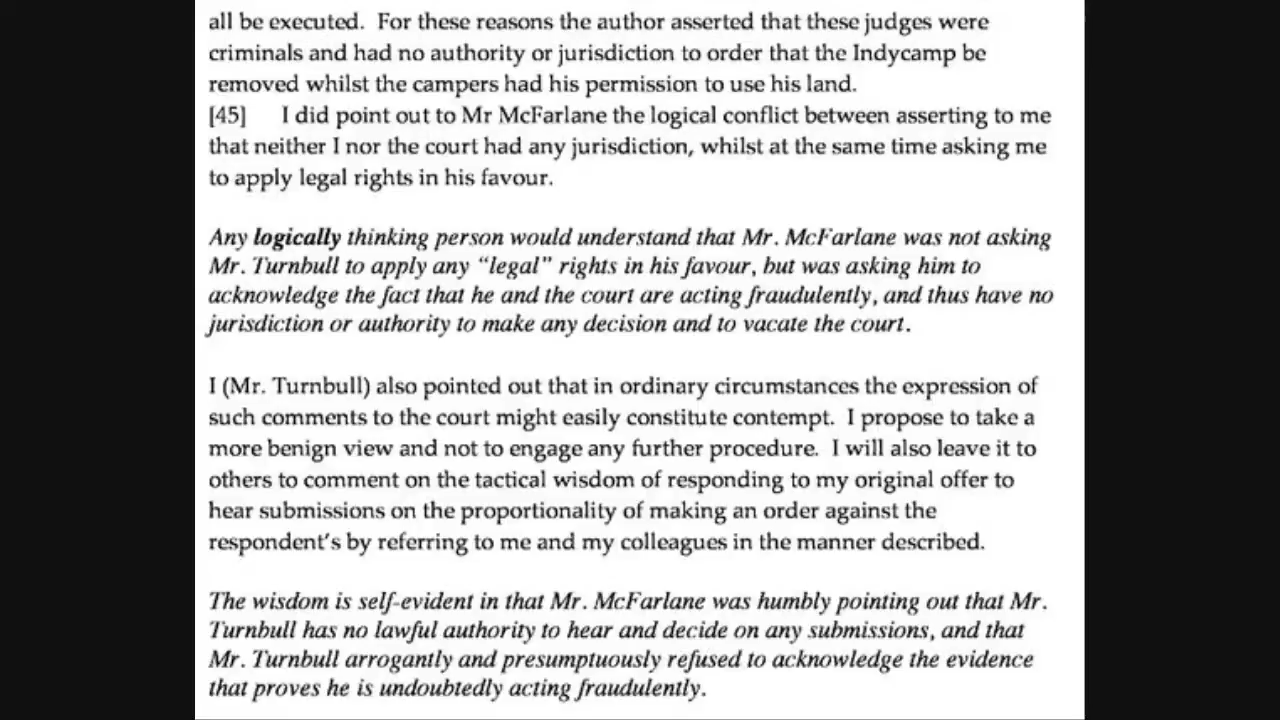 all be executed.  For these reasons the author asserted that these judges were
criminals and had no authority or jurisdiction to order that the Indycamp be
removed whilst the campers had his permission to use his land.
[45]     I did point out to Mr McFarlane the logical conflict between asserting to me
that neither I nor the court had any jurisdiction, whilst at the same time asking me
to apply legal rights in his favour.
Any logically thinking person would understand that Mr. McFarlane was not asking
Mr. Turnbull to apply any “legal” rights in his favour, but was asking him to
acknowledge the fact that he and the court are acting fraudulently, and thus have no
jurisdiction or authority to make any decision and to vacate the court.
I (Mr. Turnbull) also pointed out that in ordinary circumstances the expression of
such comments to the court might easily constitute contempt.  I propose to take a
more benign view and not to engage any further procedure.  I will also leave it to
others to comment on the tactical wisdom of responding to my original offer to
hear submissions on the proportionality of making an order against the
respondent’s by referring to me and my colleagues in the manner described.
The wisdom is self-evident in that Mr. McFarlane was humbly pointing out that Mr.
Turnbull has no lawful authority to hear and decide on any submissions, and that
Mr. Turnbull arrogantly and presumptuously refused to acknowledge the evidence
that proves he is undoubtedly acting fraudulently.